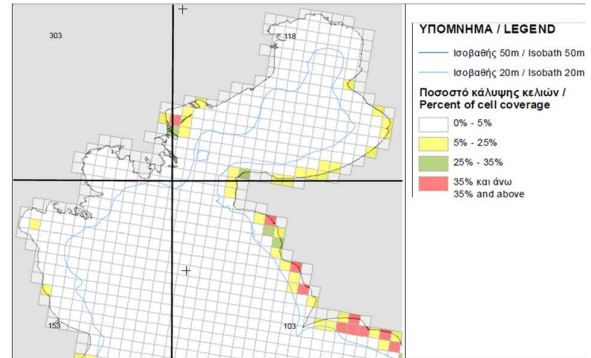 303
118
153
103
ΥΠΟΜΝΗΜΑ / LEGEND
Ισοβαθής 50m / Isobath 50m
Ισοβαθής 20m / Isobath 20m
Ποσοστό κάλυψης κελιών /
Percent of cell coverage
0% - 5%
5% - 25%
25% - 35%
35% και άνω
35% and above